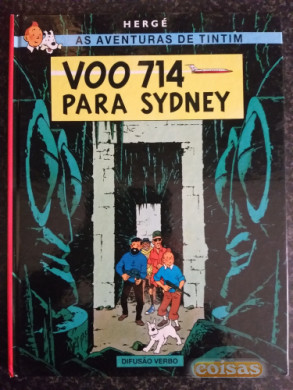 HERGÉ
AS AVENTURAS DE TINTIM
VOO 714
PARA SYDNEY
DIFUSÃO VERBO
coisas